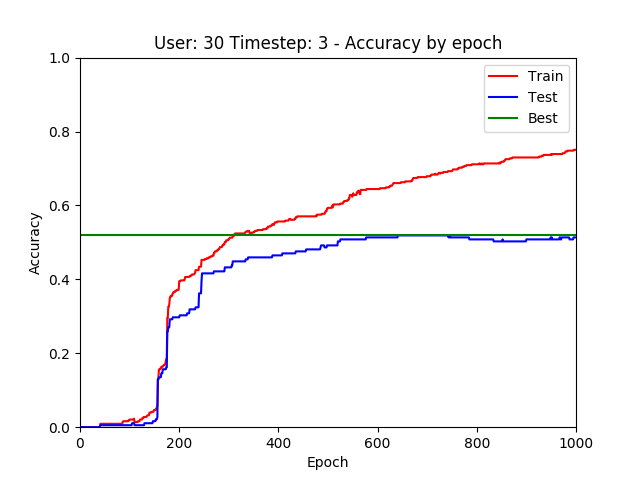 User: 30 Timestep: 3 - Accuracy by epoch
1.0
0.8
0.6
0.4
0.2
0.0
Accuracy
Train
Test
Best
0 200 400 600 800 1000
Epoch